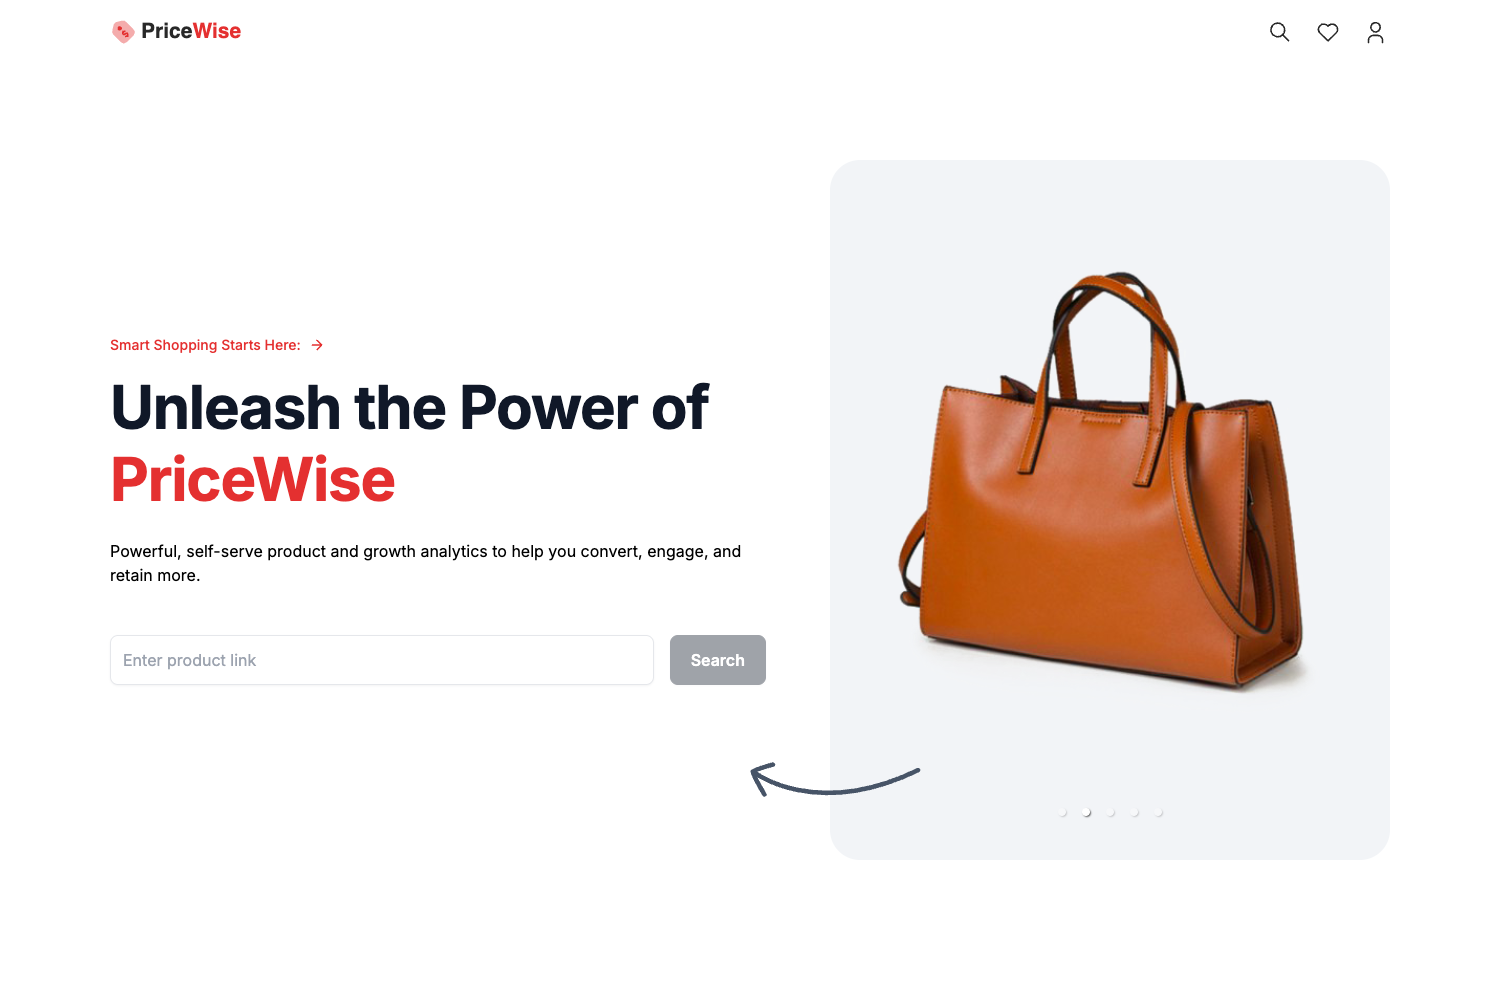 PriceWise
Smart Shopping Starts Here:
Unleash the Power of
PriceWise
Powerful, self-serve product and growth analytics to help you convert, engage, and
retain more.
Enter product link
Search